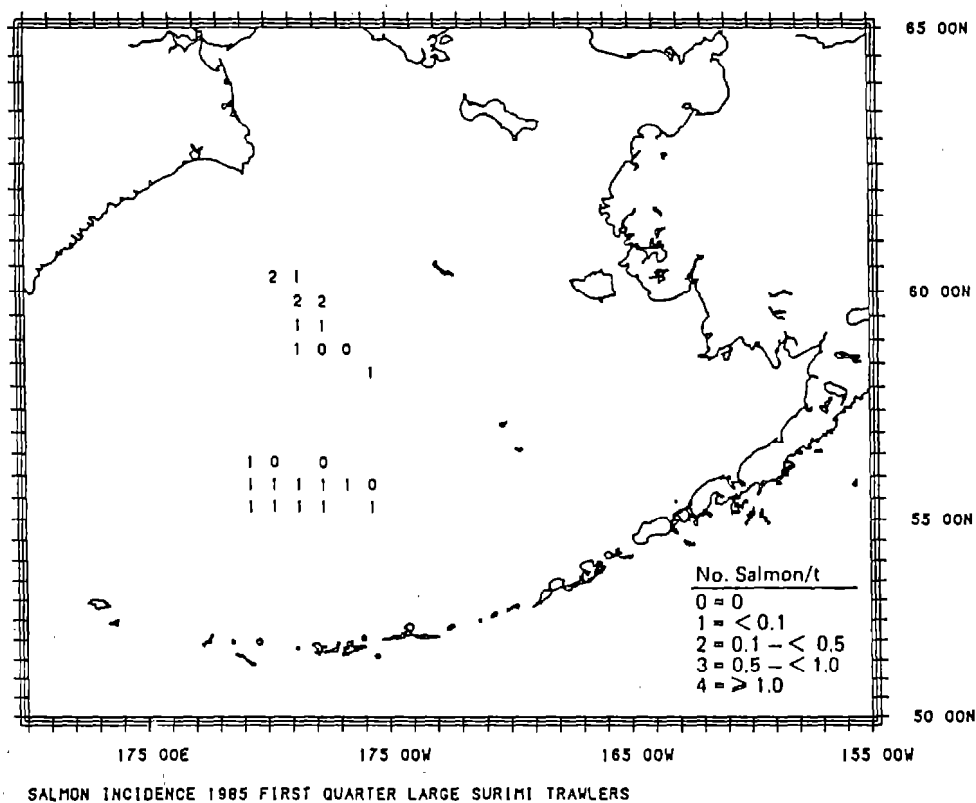 65 00N
2 1
60 00N
2 2
1 1
1 0 0
1
1 0 0
1 1 1 1 1 0
1 1 1 1 1
55 00N
No. Salmon/t
0 = 0
1 = < 0.1
2 = 0.1 - < 0.5
3 = 0.5 - < 1.0
4 = ⩾ 1.0
50 00N
175 00E 175 00W 165 00W 155 00W
SALMON INCIDENCE 1985 FIRST QUARTER LARGE SURIMI TRAWLERS